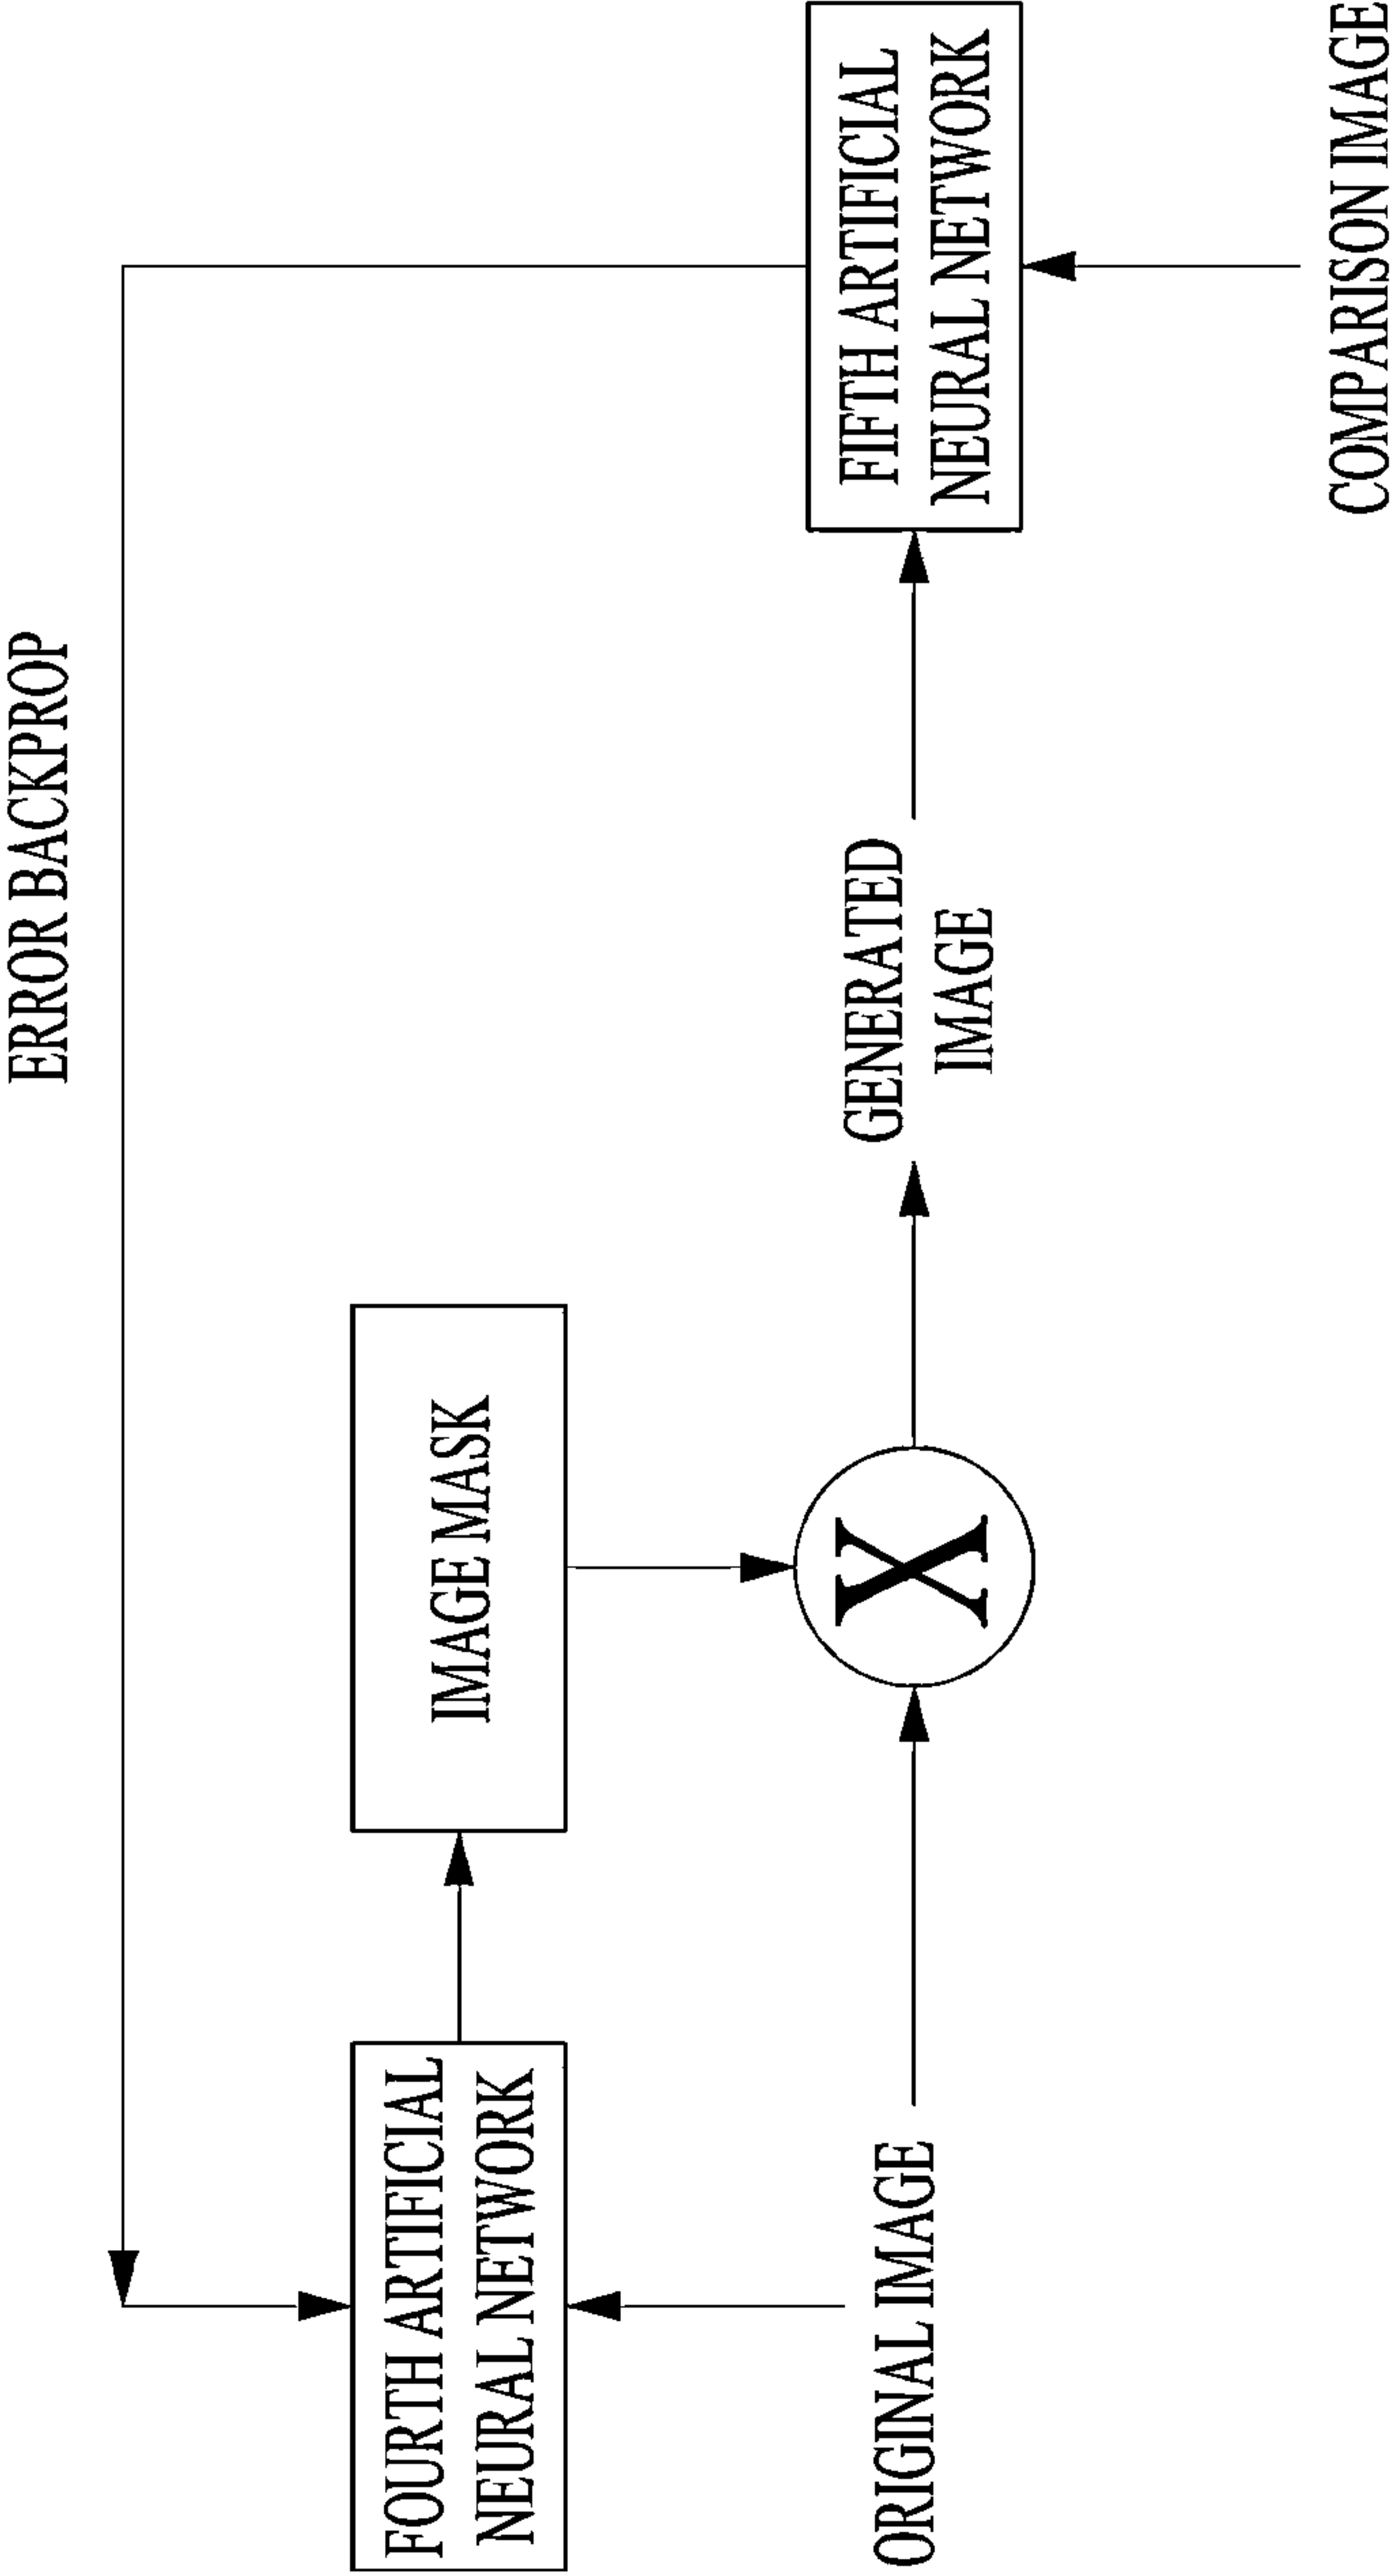 ERROR BACKPROP
FOURTH ARTIFICIAL
NEURAL NETWORK
IMAGE MASK
ORIGINAL IMAGE
X
GENERATED
IMAGE
FIFTH ARTIFICIAL
NEURAL NETWORK
COMPARISON IMAGE